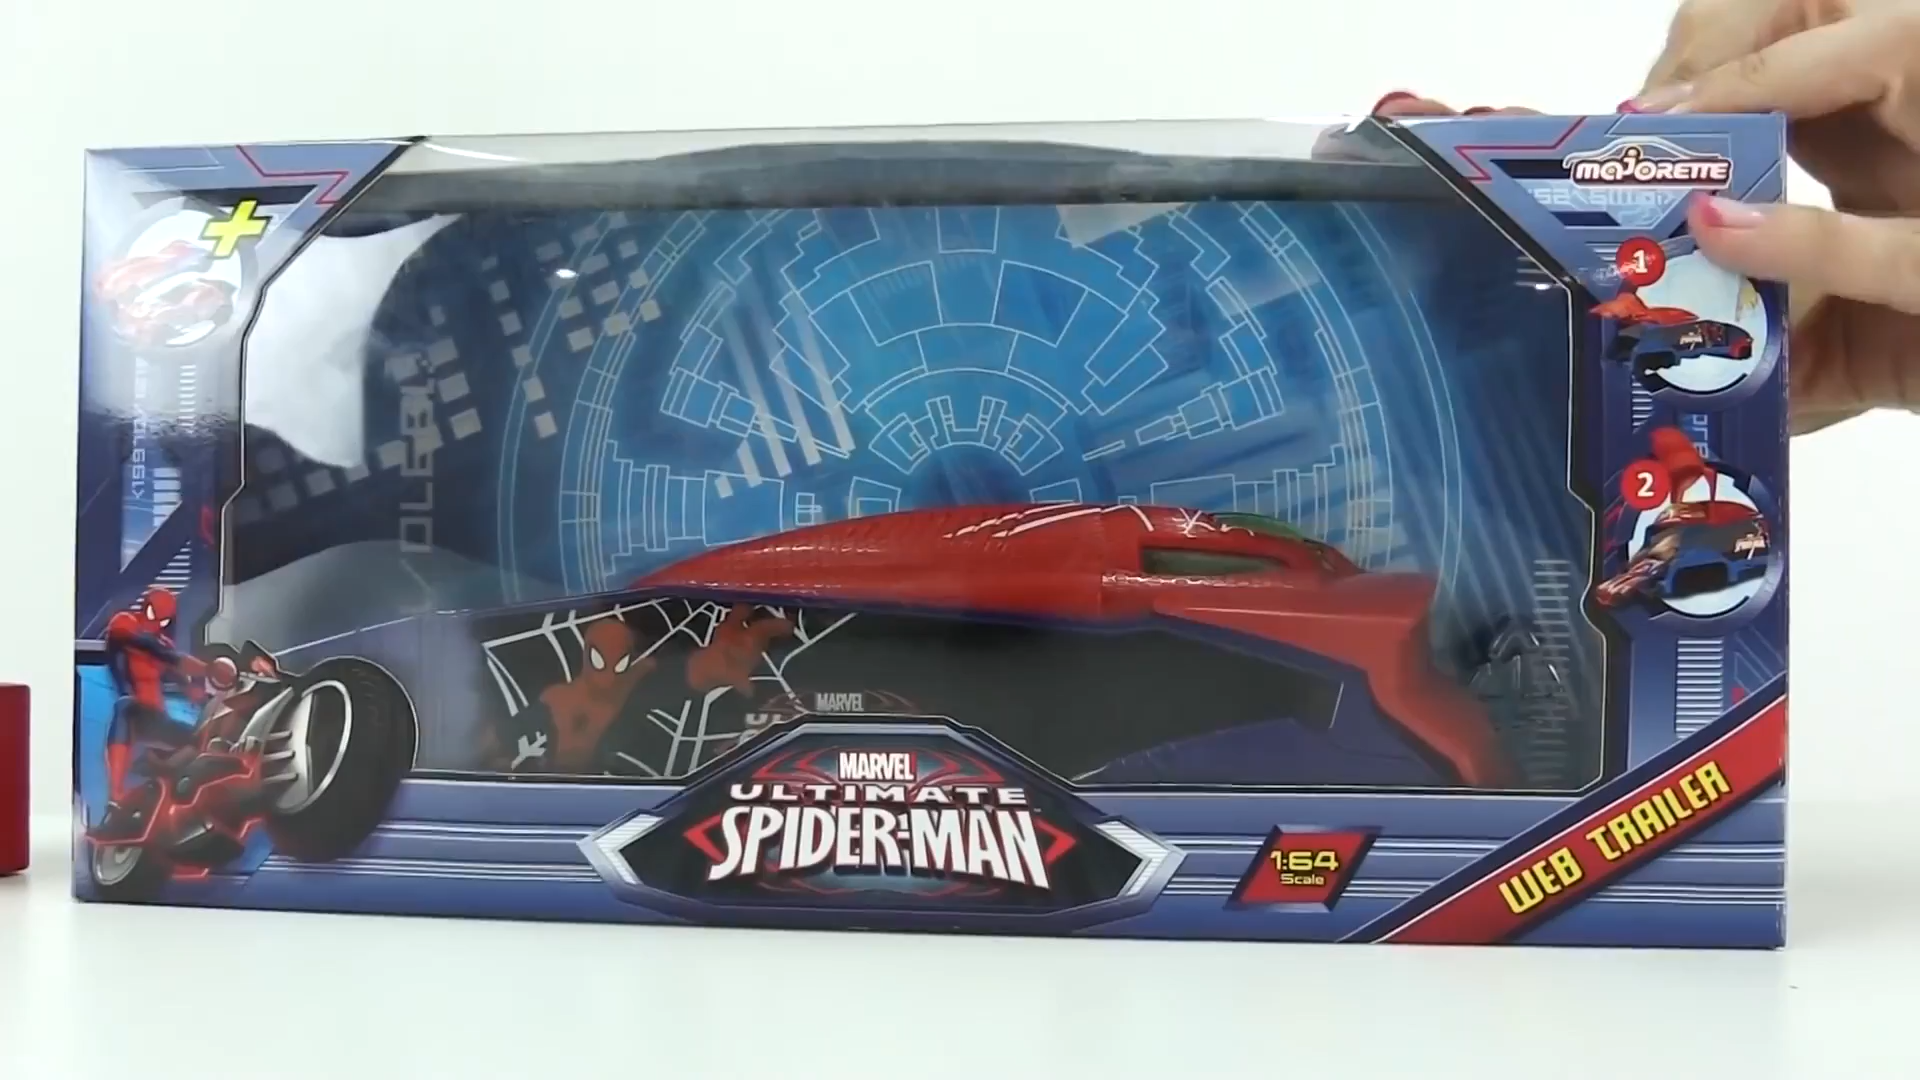 majorette
1
2
MARVEL
MARVEL
ULTIMATE
SPIDER-MAN
1:64
Scale
WEB TRAILER